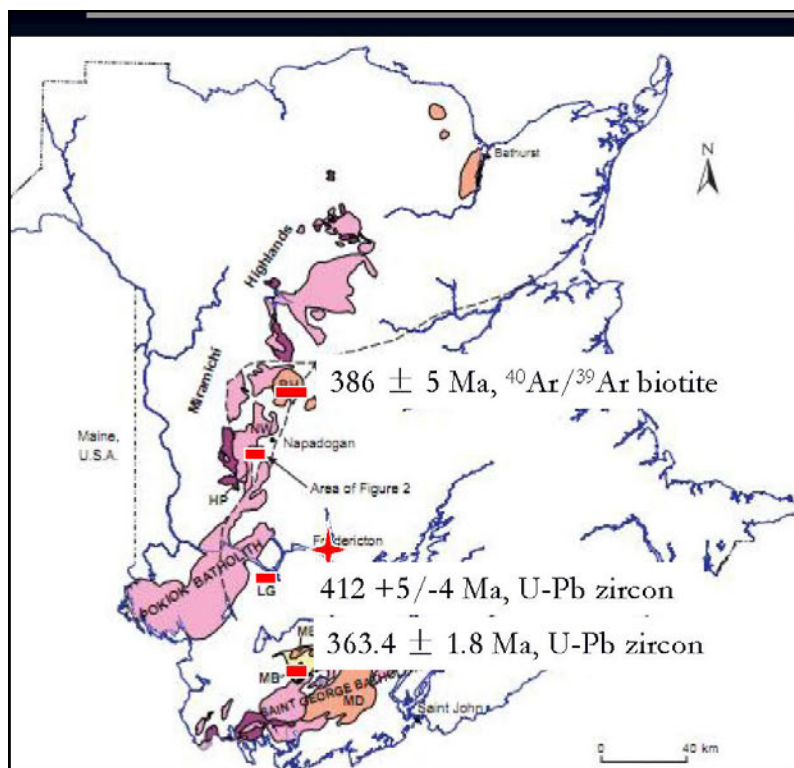 Bathurst
N
Highlands
Miramichi
386 ± 5 Ma, ⁴⁰Ar/³⁹Ar biotite
Maine,
U.S.A.
NW
Napadogan
HP
Area of Figure 2
Fredericton
POKIOK BATHOLITH
LG
412 +5/-4 Ma, U-Pb zircon
363.4 ± 1.8 Ma, U-Pb zircon
MB
SAINT GEORGE
MD
Saint John
0 40 km